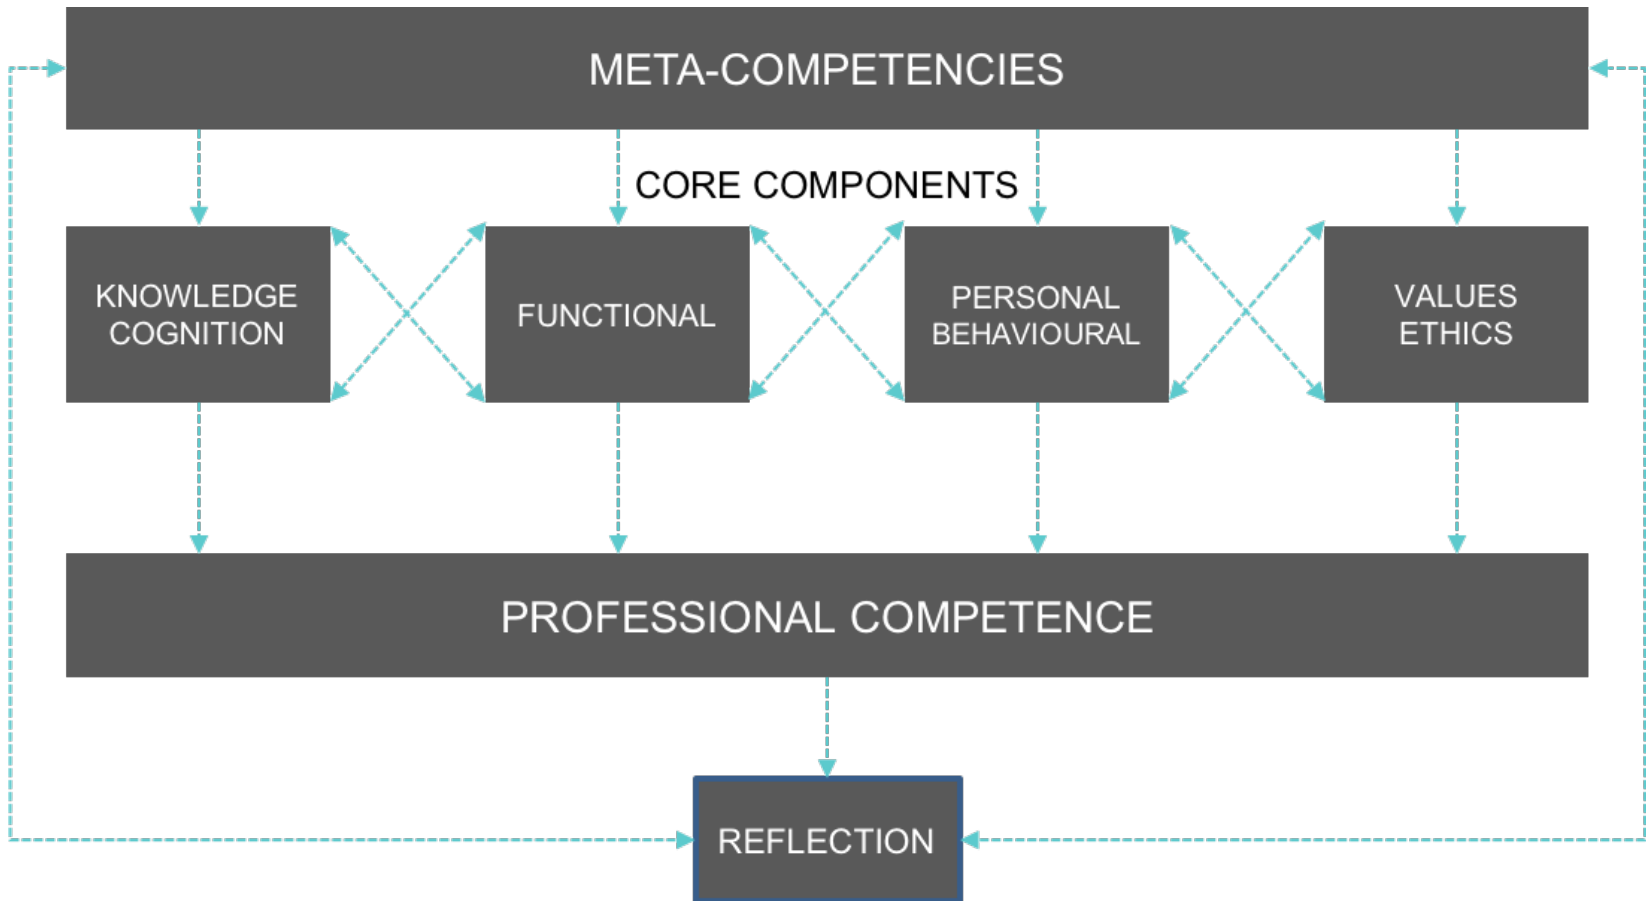 META-COMPETENCIES
CORE COMPONENTS
KNOWLEDGE
COGNITION
FUNCTIONAL
PERSONAL
BEHAVIOURAL
VALUES
ETHICS
PROFESSIONAL COMPETENCE
REFLECTION